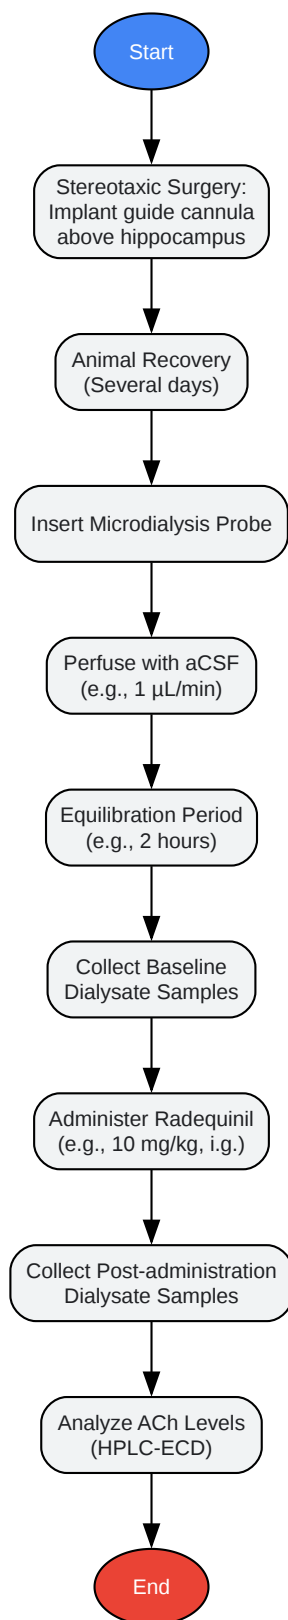 Start
Stereotaxic Surgery:
Implant guide cannula
above hippocampus
Animal Recovery
(Several days)
Insert Microdialysis Probe
Perfuse with aCSF
(e.g., 1 µL/min)
Equilibration Period
(e.g., 2 hours)
Collect Baseline
Dialysate Samples
Administer Radequinil
(e.g., 10 mg/kg, i.g.)
Collect Post-administration
Dialysate Samples
Analyze ACh Levels
(HPLC-ECD)
End